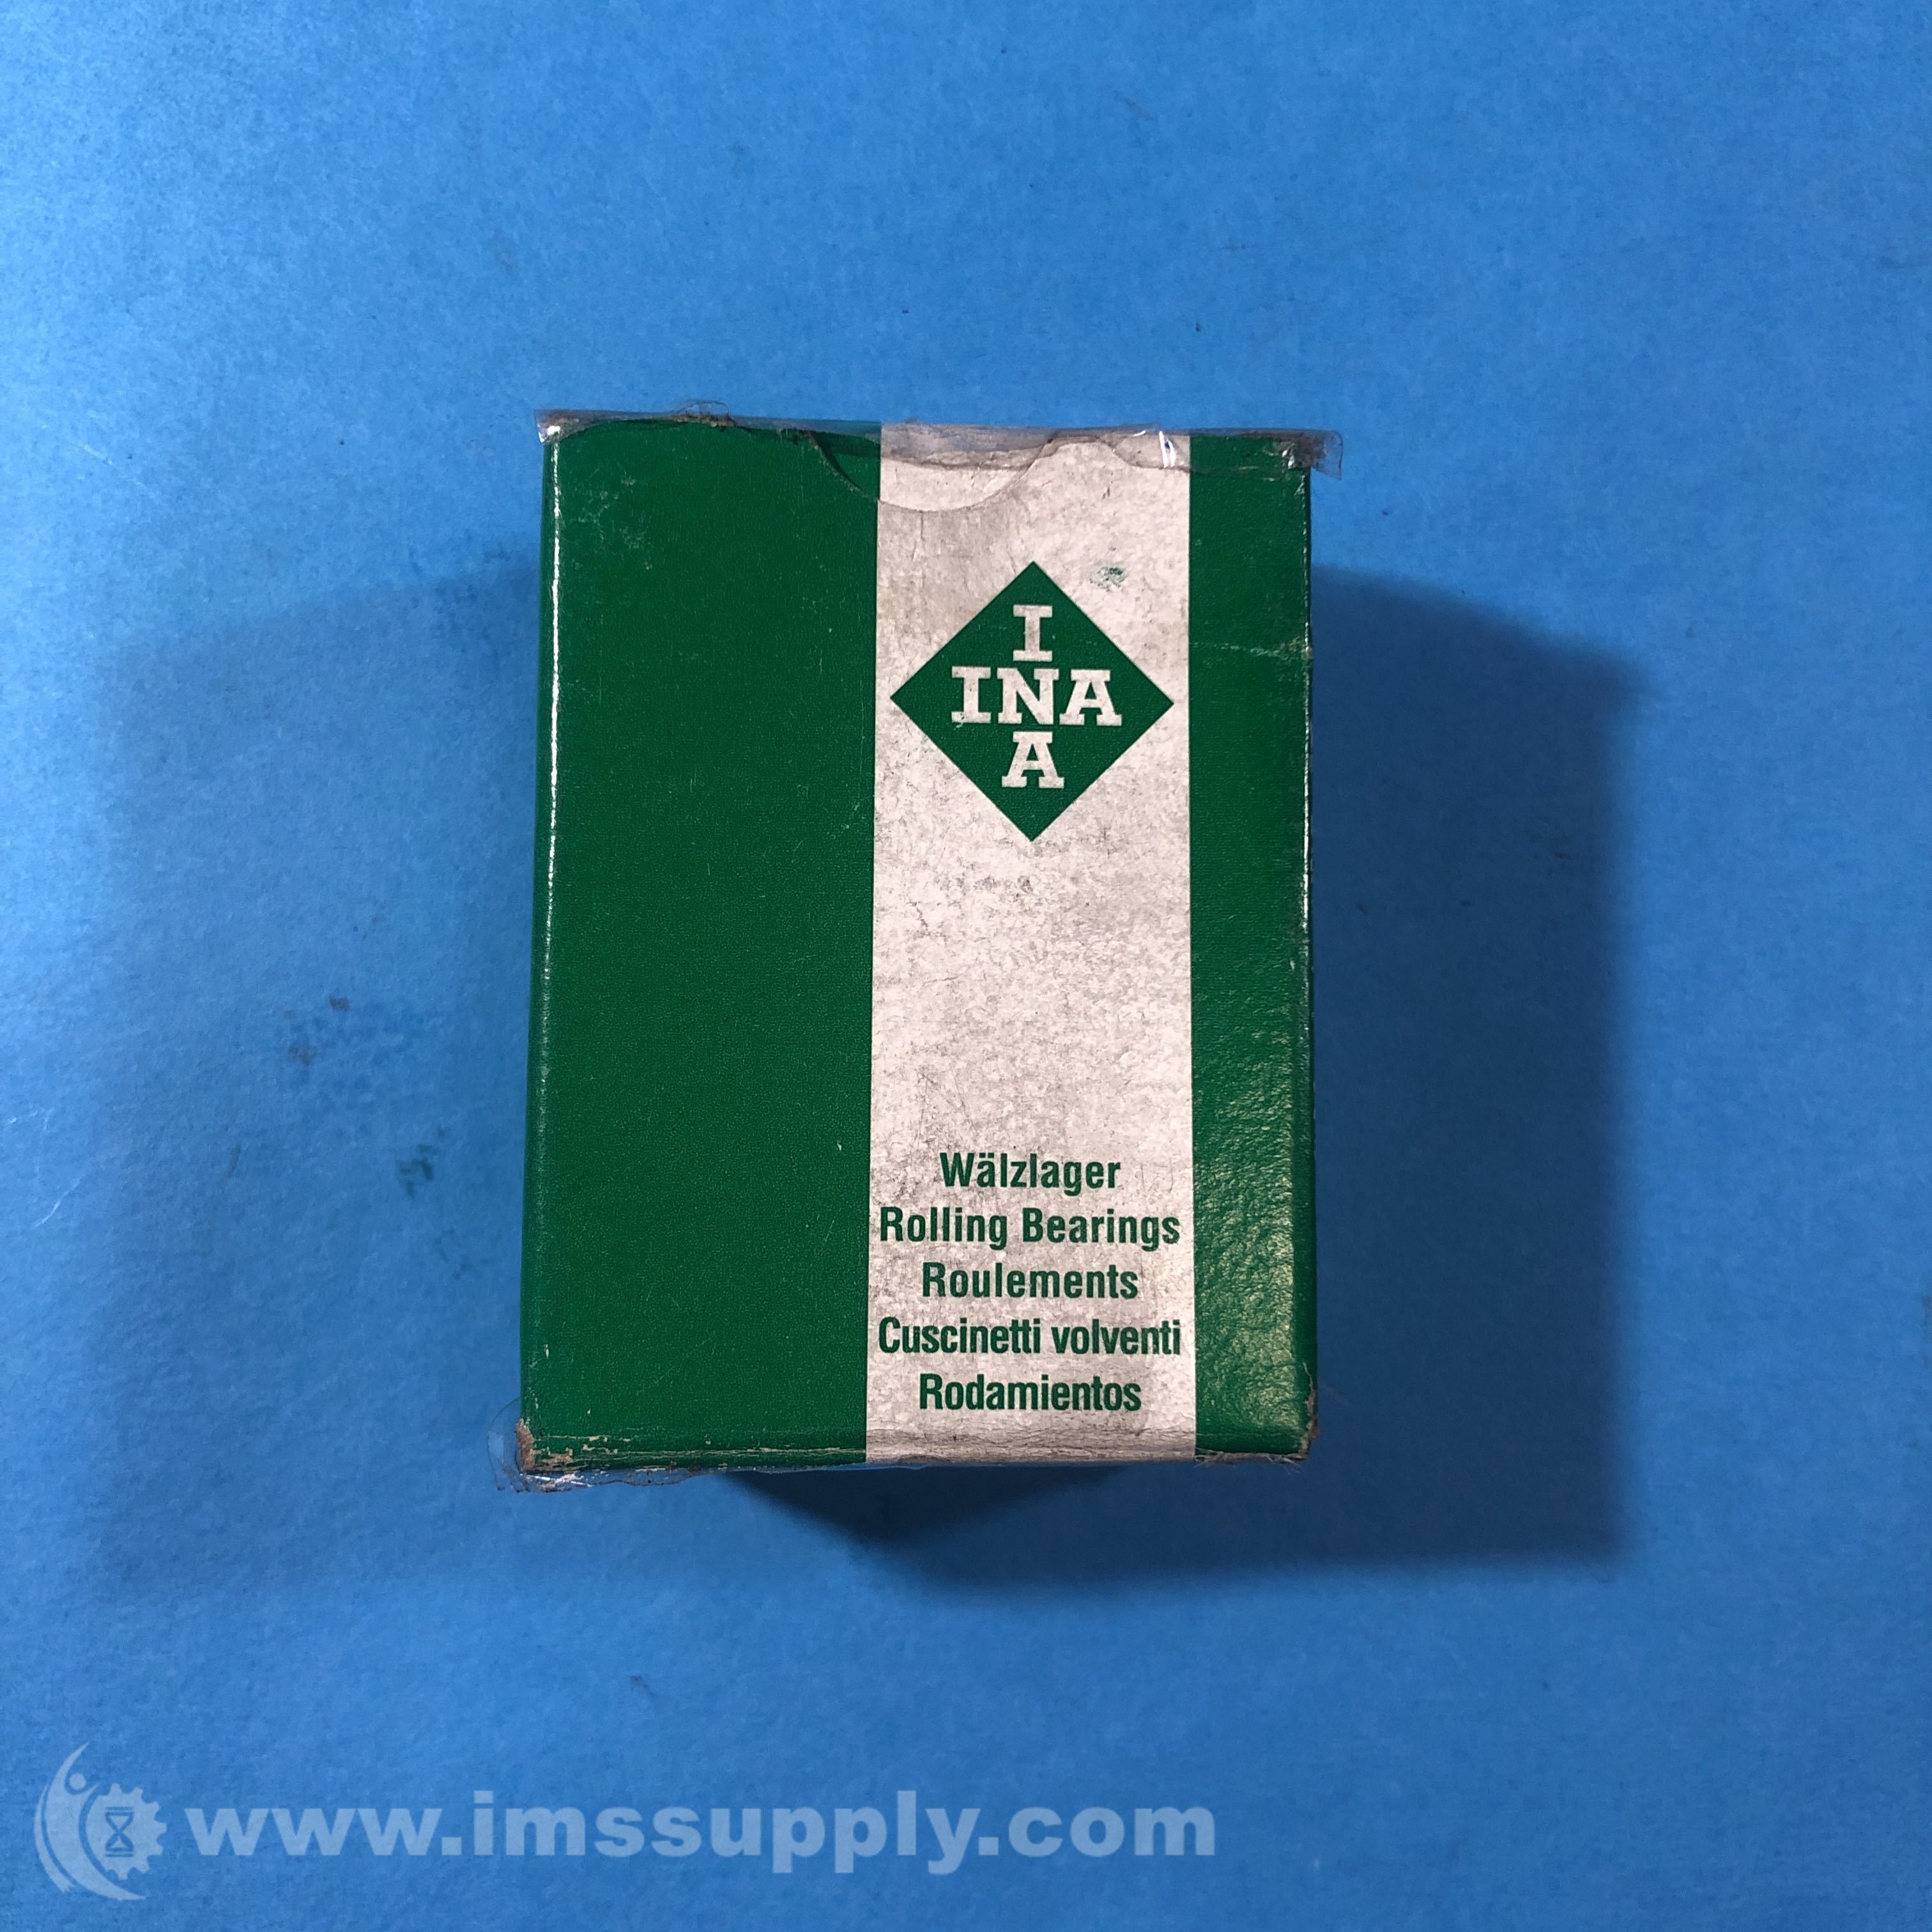 I
INA
A
Wälzlager
Rolling Bearings
Roulements
Cuscinetti volventi
Rodamientos
www.imssupply.com